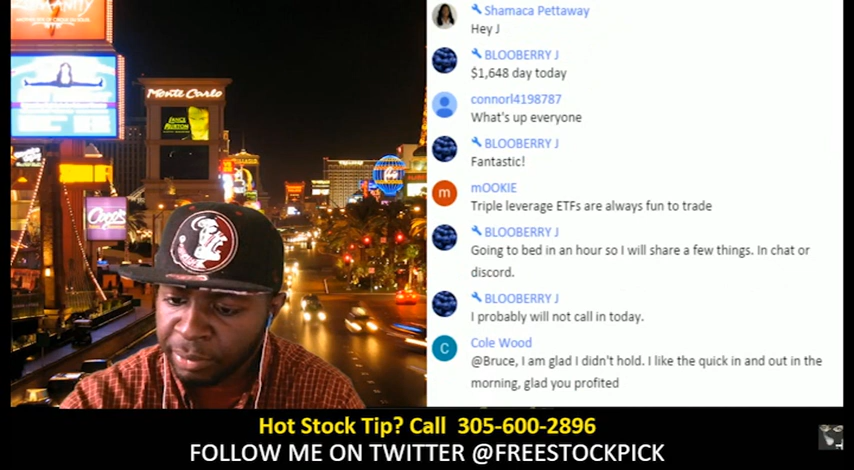 Monte Carlo
Shamaca Pettaway
Hey J
BLOOBERRY J
$1,648 day today
connorl4198787
What's up everyone
BLOOBERRY J
Fantastic!
m
mOOKIE
Triple leverage ETFs are always fun to trade
BLOOBERRY J
Going to bed in an hour so I will share a few things. In chat or
discord.
BLOOBERRY J
I probably will not call in today.
C
Cole Wood
@Bruce, I am glad I didn't hold. I like the quick in and out in the
morning, glad you profited
Hot Stock Tip? Call 305-600-2896
FOLLOW ME ON TWITTER @FREESTOCKPICK